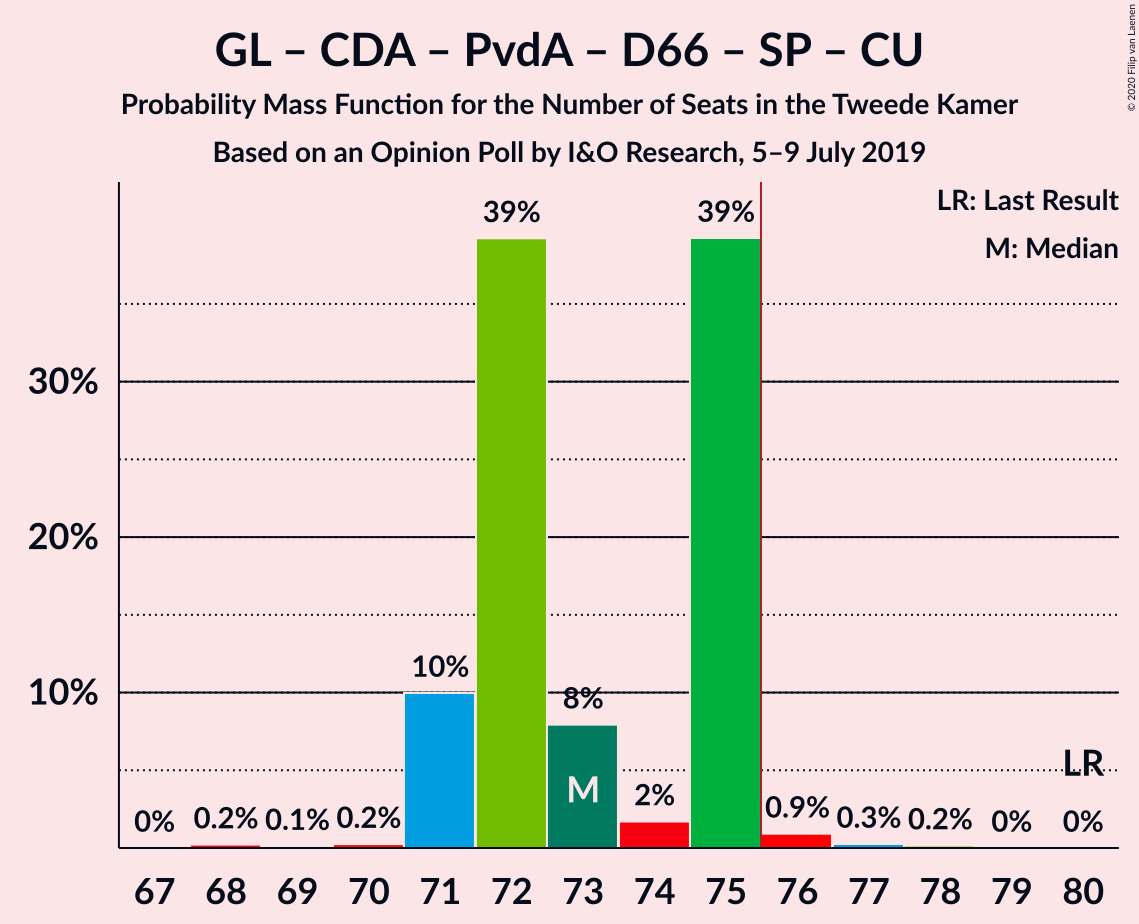 GL – CDA – PvdA – D66 – SP – CU
Probability Mass Function for the Number of Seats in the Tweede Kamer
Based on an Opinion Poll by I&O Research, 5–9 July 2019
© 2020 Filip van Laenen
LR: Last Result
M: Median
39% 39%
30%
20%
10%
10%
8%
M
LR
0% 0.2% 0.1% 0.2% 2% 0.9% 0.3% 0.2% 0% 0%
67 68 69 70 71 72 73 74 75 76 77 78 79 80